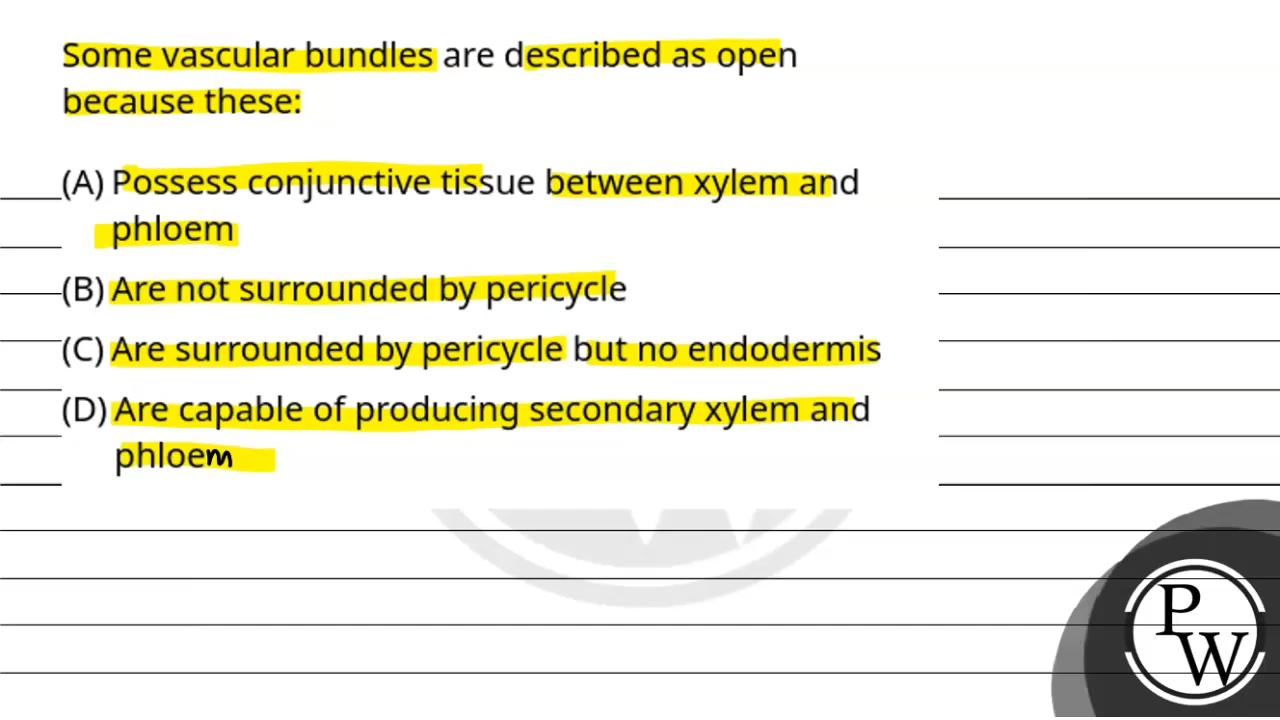 Some vascular bundles are described as open
because these:
(A) Possess conjunctive tissue between xylem and
phloem
(B) Are not surrounded by pericycle
(C) Are surrounded by pericycle but no endodermis
(D) Are capable of producing secondary xylem and
phloem
P
W